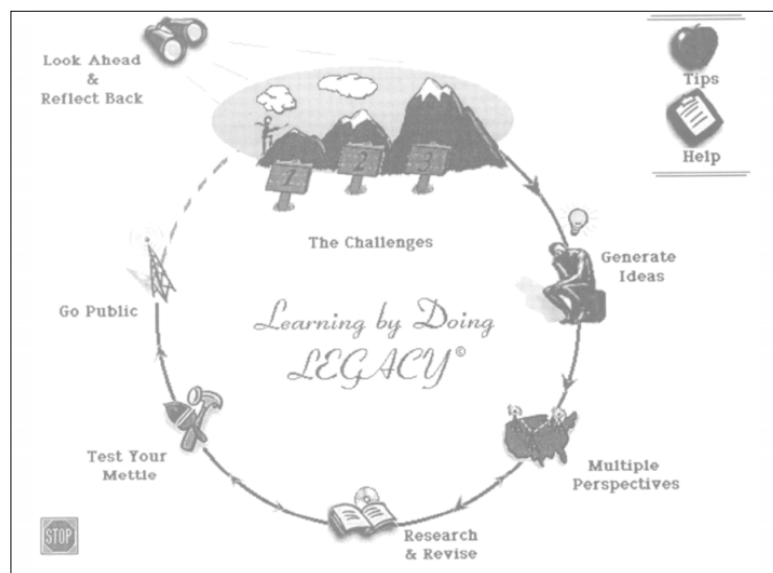 Look Ahead
&
Reflect Back
Tips
Help
1
2
3
The Challenges
Generate
Ideas
Go Public
Learning by Doing
LEGACY©
Test Your
Mettle
Multiple
Perspectives
Research
& Revise
STOP